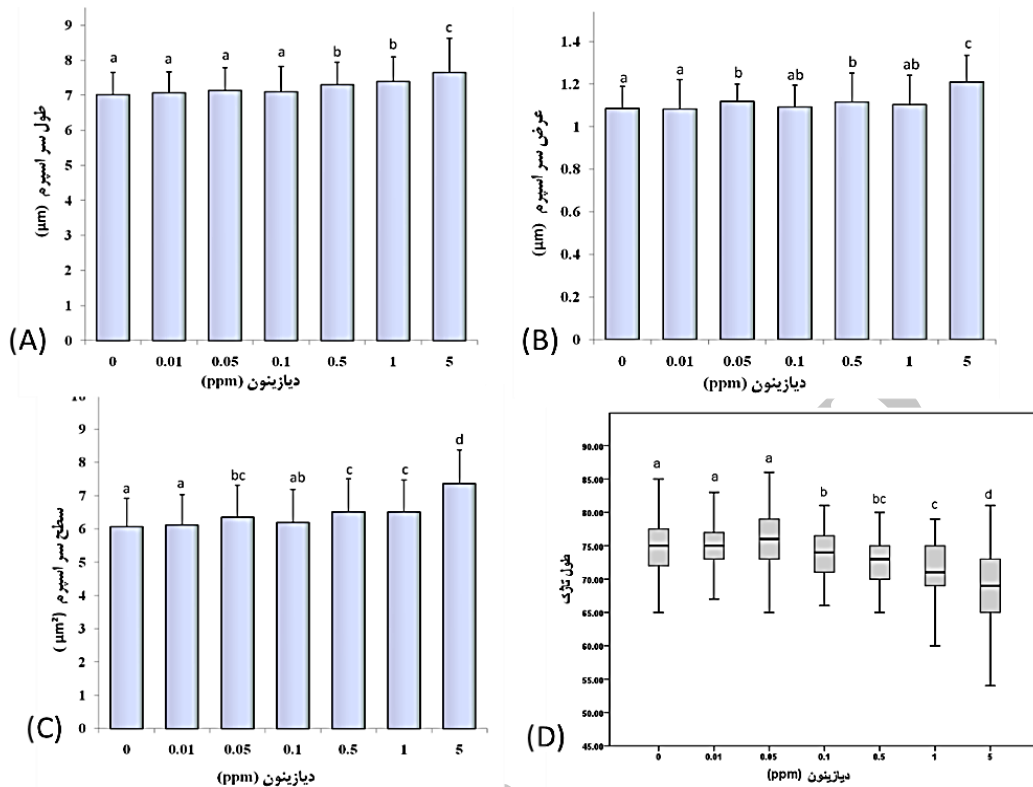 9
8
7
6
5
4
3
2
1
0
طول سر اسپرم (µm)
a a a a b b c
0 0.01 0.05 0.1 0.5 1 5
دیازینون (ppm)
(A)
1.4
1.2
1
0.8
0.6
0.4
0.2
0
عرض سر اسپرم (µm)
a a b ab b ab c
0 0.01 0.05 0.1 0.5 1 5
دیازینون (ppm)
(B)
10
9
8
7
6
5
4
3
2
1
0
سطح سر اسپرم (µm²)
a a bc ab c c d
0 0.01 0.05 0.1 0.5 1 5
دیازینون (ppm)
(C)
90.00
85.00
80.00
75.00
70.00
65.00
60.00
55.00
50.00
45.00
طول تاژک
a a a b bc c d
0 0.01 0.05 0.1 0.5 1 5
دیازینون (ppm)
(D)